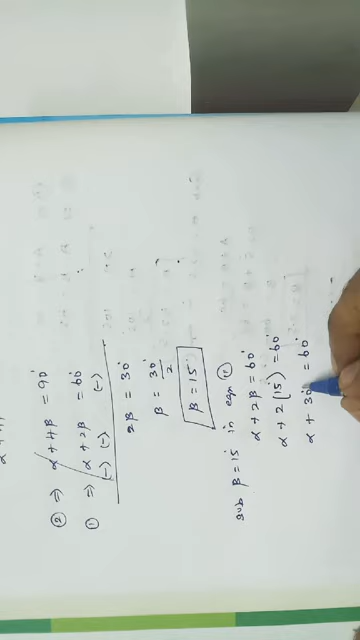 ② ⇒ α + 4β = 90°
① ⇒ α + 2β = 60°
(-) (-) (-)
2β = 30°
β = 30°/2
β = 15°
sub β = 15° in eqn ①
α + 2β = 60°
α + 2(15°) = 60°
α + 30° = 60°